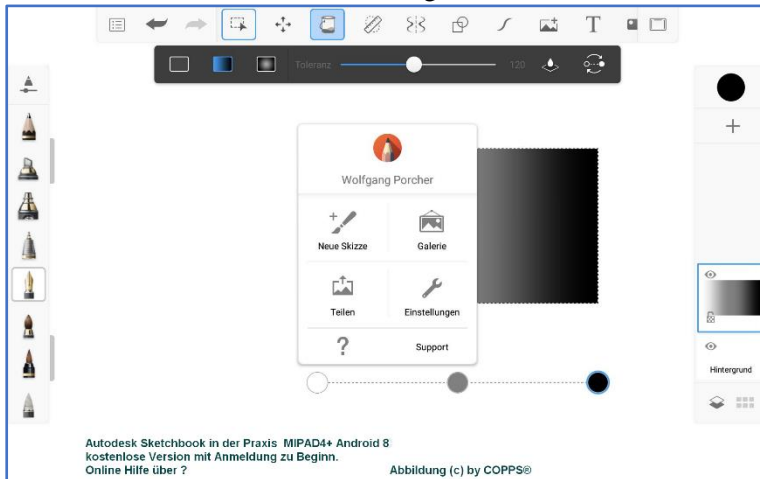 T
Toleranz 120
Wolfgang Porcher
Neue Skizze Galerie
Teilen Einstellungen
? Support
Hintergrund
Autodesk Sketchbook in der Praxis MIPAD4+ Android 8
kostenlose Version mit Anmeldung zu Beginn.
Online Hilfe über ? Abbildung (c) by COPPS®